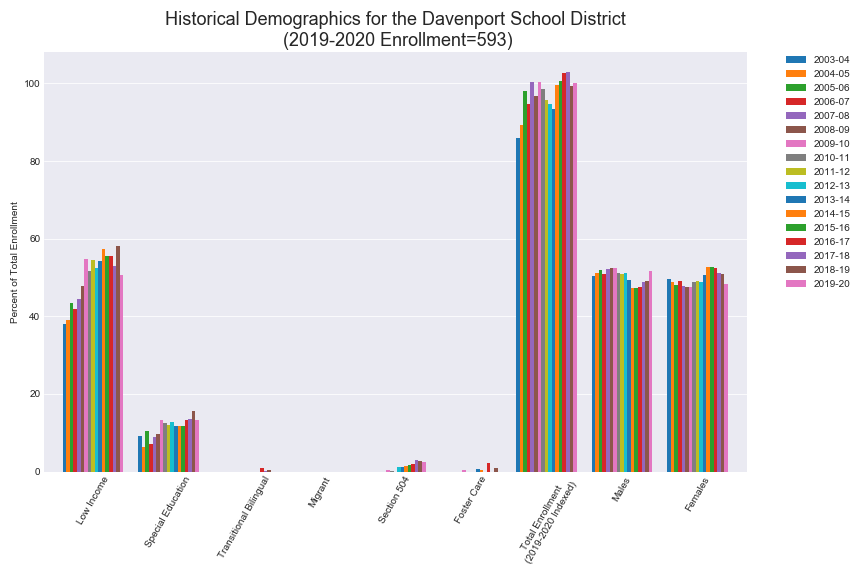 Historical Demographics for the Davenport School District
(2019-2020 Enrollment=593)
Percent of Total Enrollment
100
80
60
40
20
0
Low Income
Special Education
Transitional Bilingual
Migrant
Section 504
Foster Care
Total Enrollment
(2019-2020 Indexed)
Males
Females
2003-04
2004-05
2005-06
2006-07
2007-08
2008-09
2009-10
2010-11
2011-12
2012-13
2013-14
2014-15
2015-16
2016-17
2017-18
2018-19
2019-20